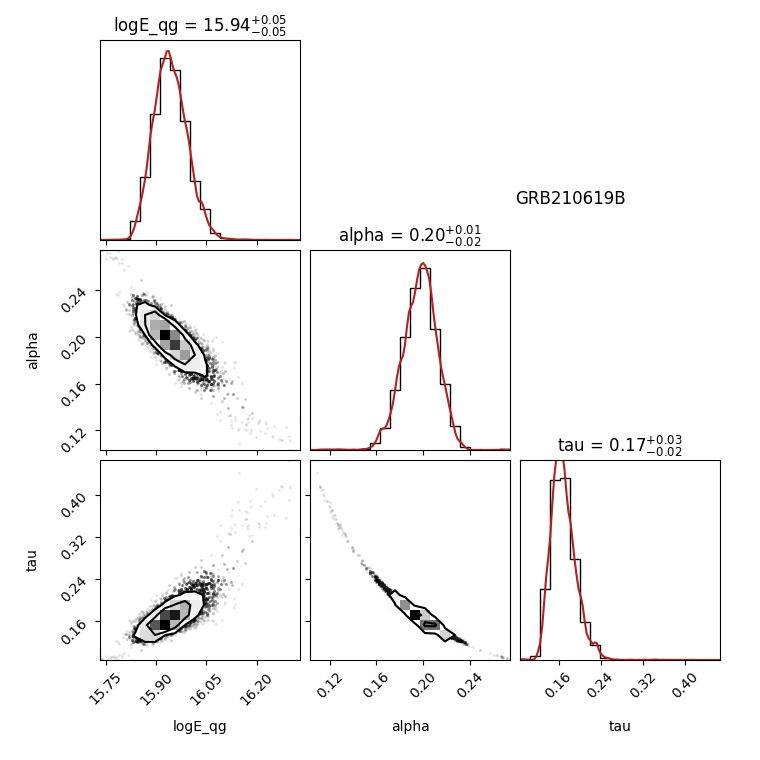 logE_qg = 15.94^{+0.05}_{-0.05}
GRB210619B
alpha = 0.20^{+0.01}_{-0.02}
alpha
0.24
0.20
0.16
0.12
tau = 0.17^{+0.03}_{-0.02}
tau
0.40
0.32
0.24
0.16
15.75 15.90 16.05 16.20
0.12 0.16 0.20 0.24
0.16 0.24 0.32 0.40
logE_qg alpha tau